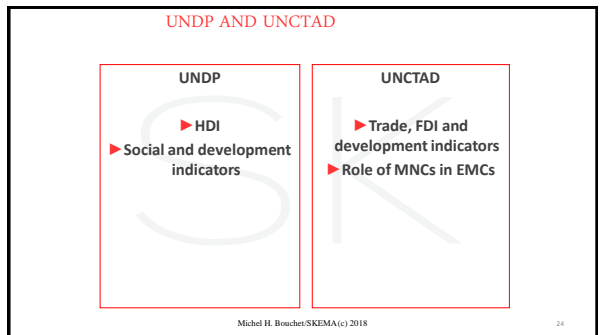 UNDP AND UNCTAD
UNDP
►HDI
►Social and development
indicators
UNCTAD
►Trade, FDI and
development indicators
►Role of MNCs in EMCs
SK
Michel H. Bouchet/SKEMA(c) 2018
24